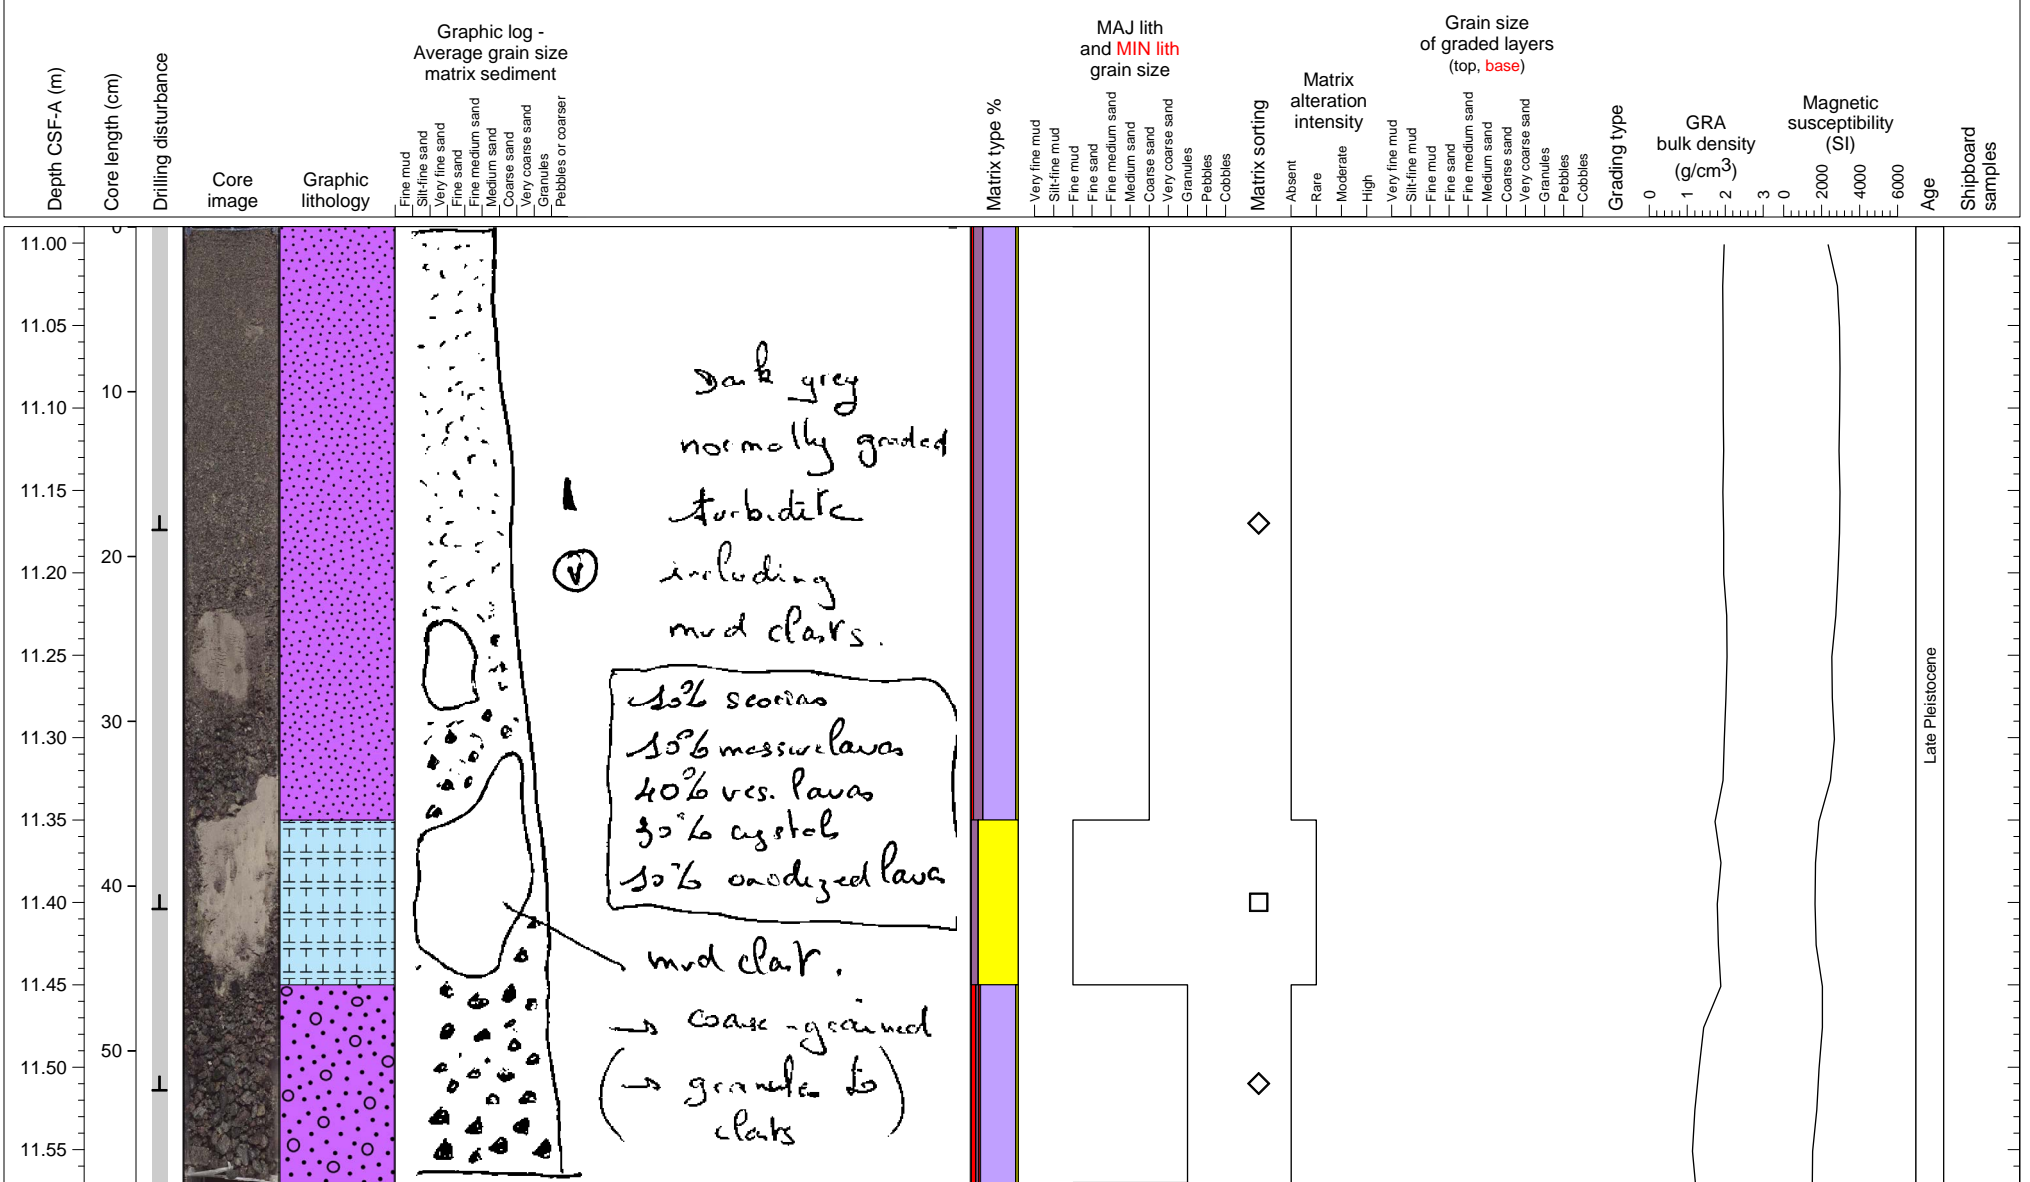 Graphic log -
Average grain size
matrix sediment
MAJ lith
and MIN lith
grain size
Grain size
of graded layers
(top, base)
Matrix
alteration
intensity
GRA
bulk density
(g/cm3)
Magnetic
susceptibility
(SI)
Depth CSF-A (m)
Core length (cm)
Drilling disturbance
Core
image
Graphic
lithology
Fine mud
Silt-fine sand
Very fine sand
Fine sand
Fine medium sand
Medium sand
Coarse sand
Very coarse sand
Granules
Pebbles or coarser
Matrix type %
Very fine mud
Silt-fine mud
Fine mud
Fine sand
Fine medium sand
Medium sand
Coarse sand
Very coarse sand
Granules
Pebbles
Cobbles
Matrix sorting
Absent
Rare
Moderate
High
Very fine mud
Silt-fine mud
Fine mud
Fine sand
Fine medium sand
Medium sand
Coarse sand
Very coarse sand
Granules
Pebbles
Cobbles
Grading type
0 1 2 3
0 2000 4000 6000
Age
Shipboard
samples
11.00
11.05
11.10
11.15
11.20
11.25
11.30
11.35
11.40
11.45
11.50
11.55
0
10
20
30
40
50
Dark grey
normally graded
turbidite
V
including
mud clasts.
10% scorias
10% massive lavas
40% ves. lavas
30% crystals
10% oxodized lava
mud clast.
→ coarse-grained
(→ granule to
clasts)
Late Pleistocene